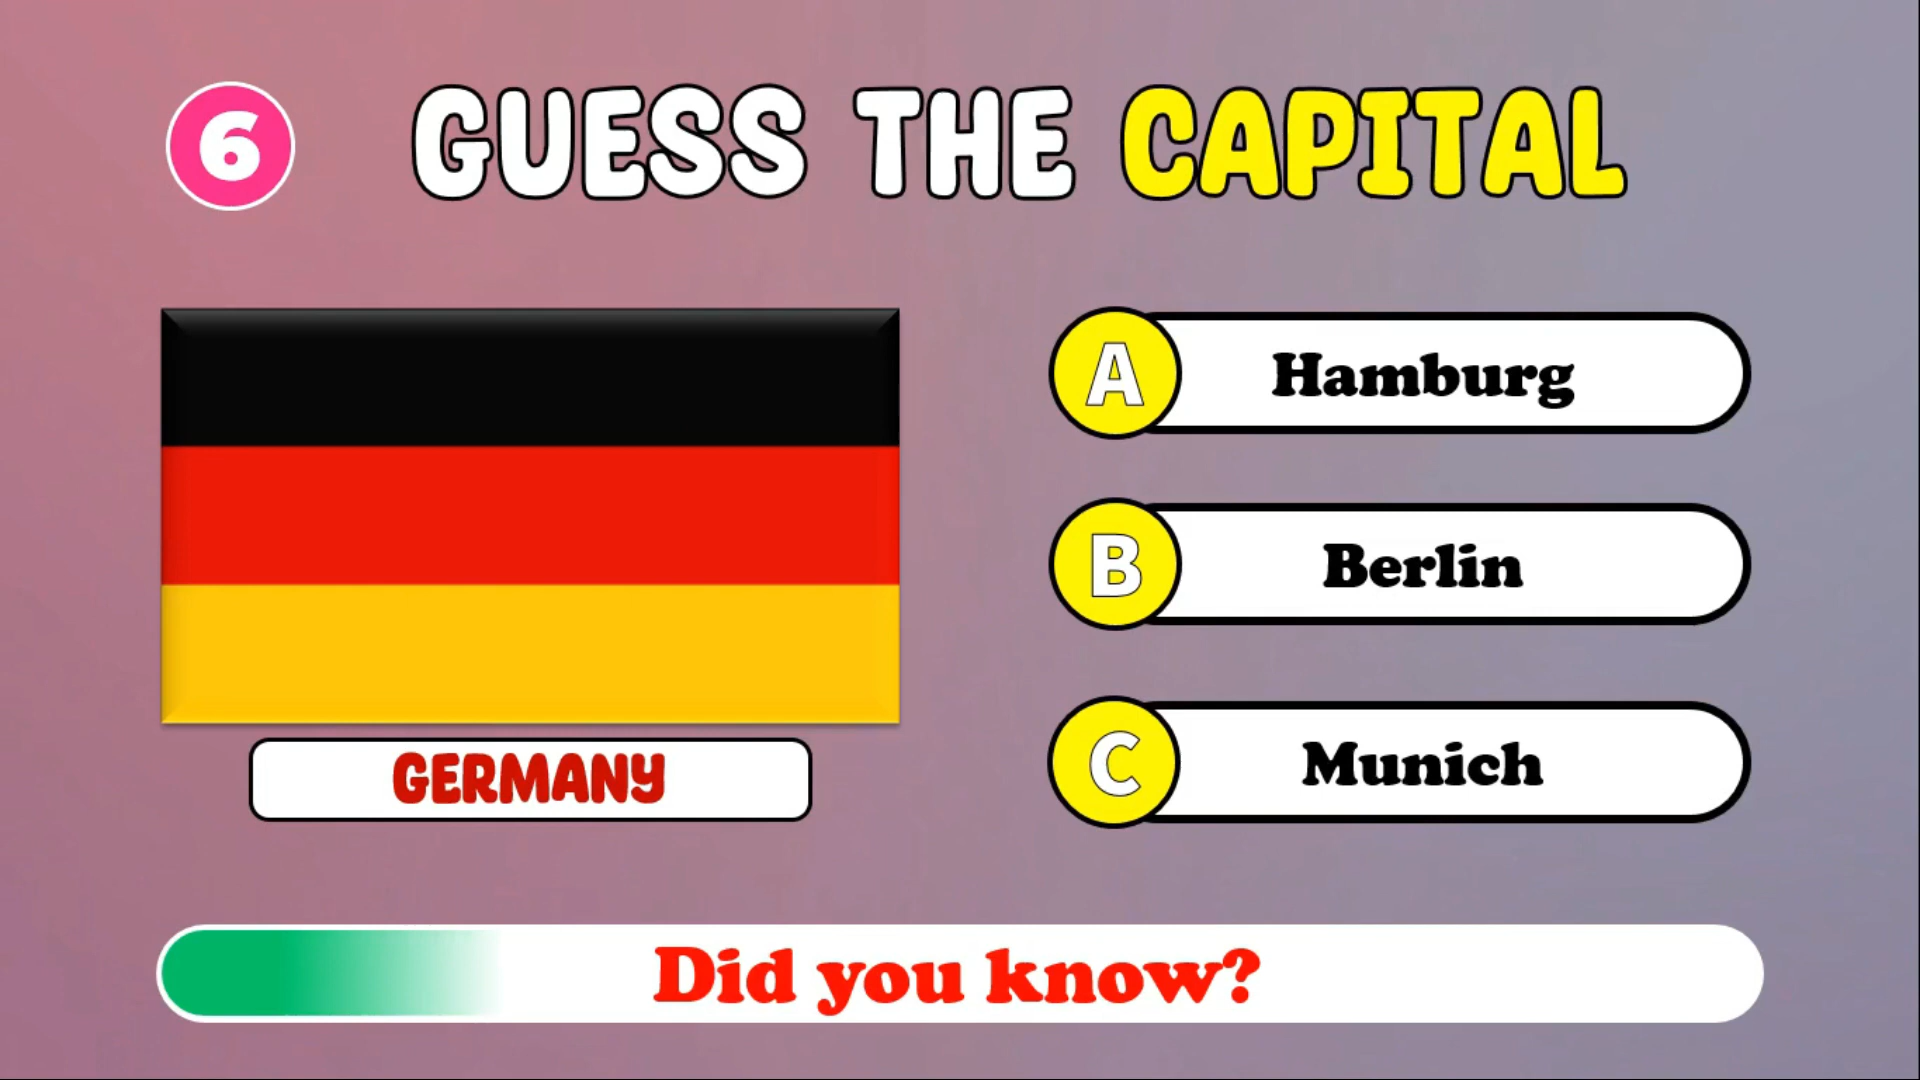 6
GUESS THE CAPITAL
A Hamburg
B Berlin
C Munich
GERMANY
Did you know?